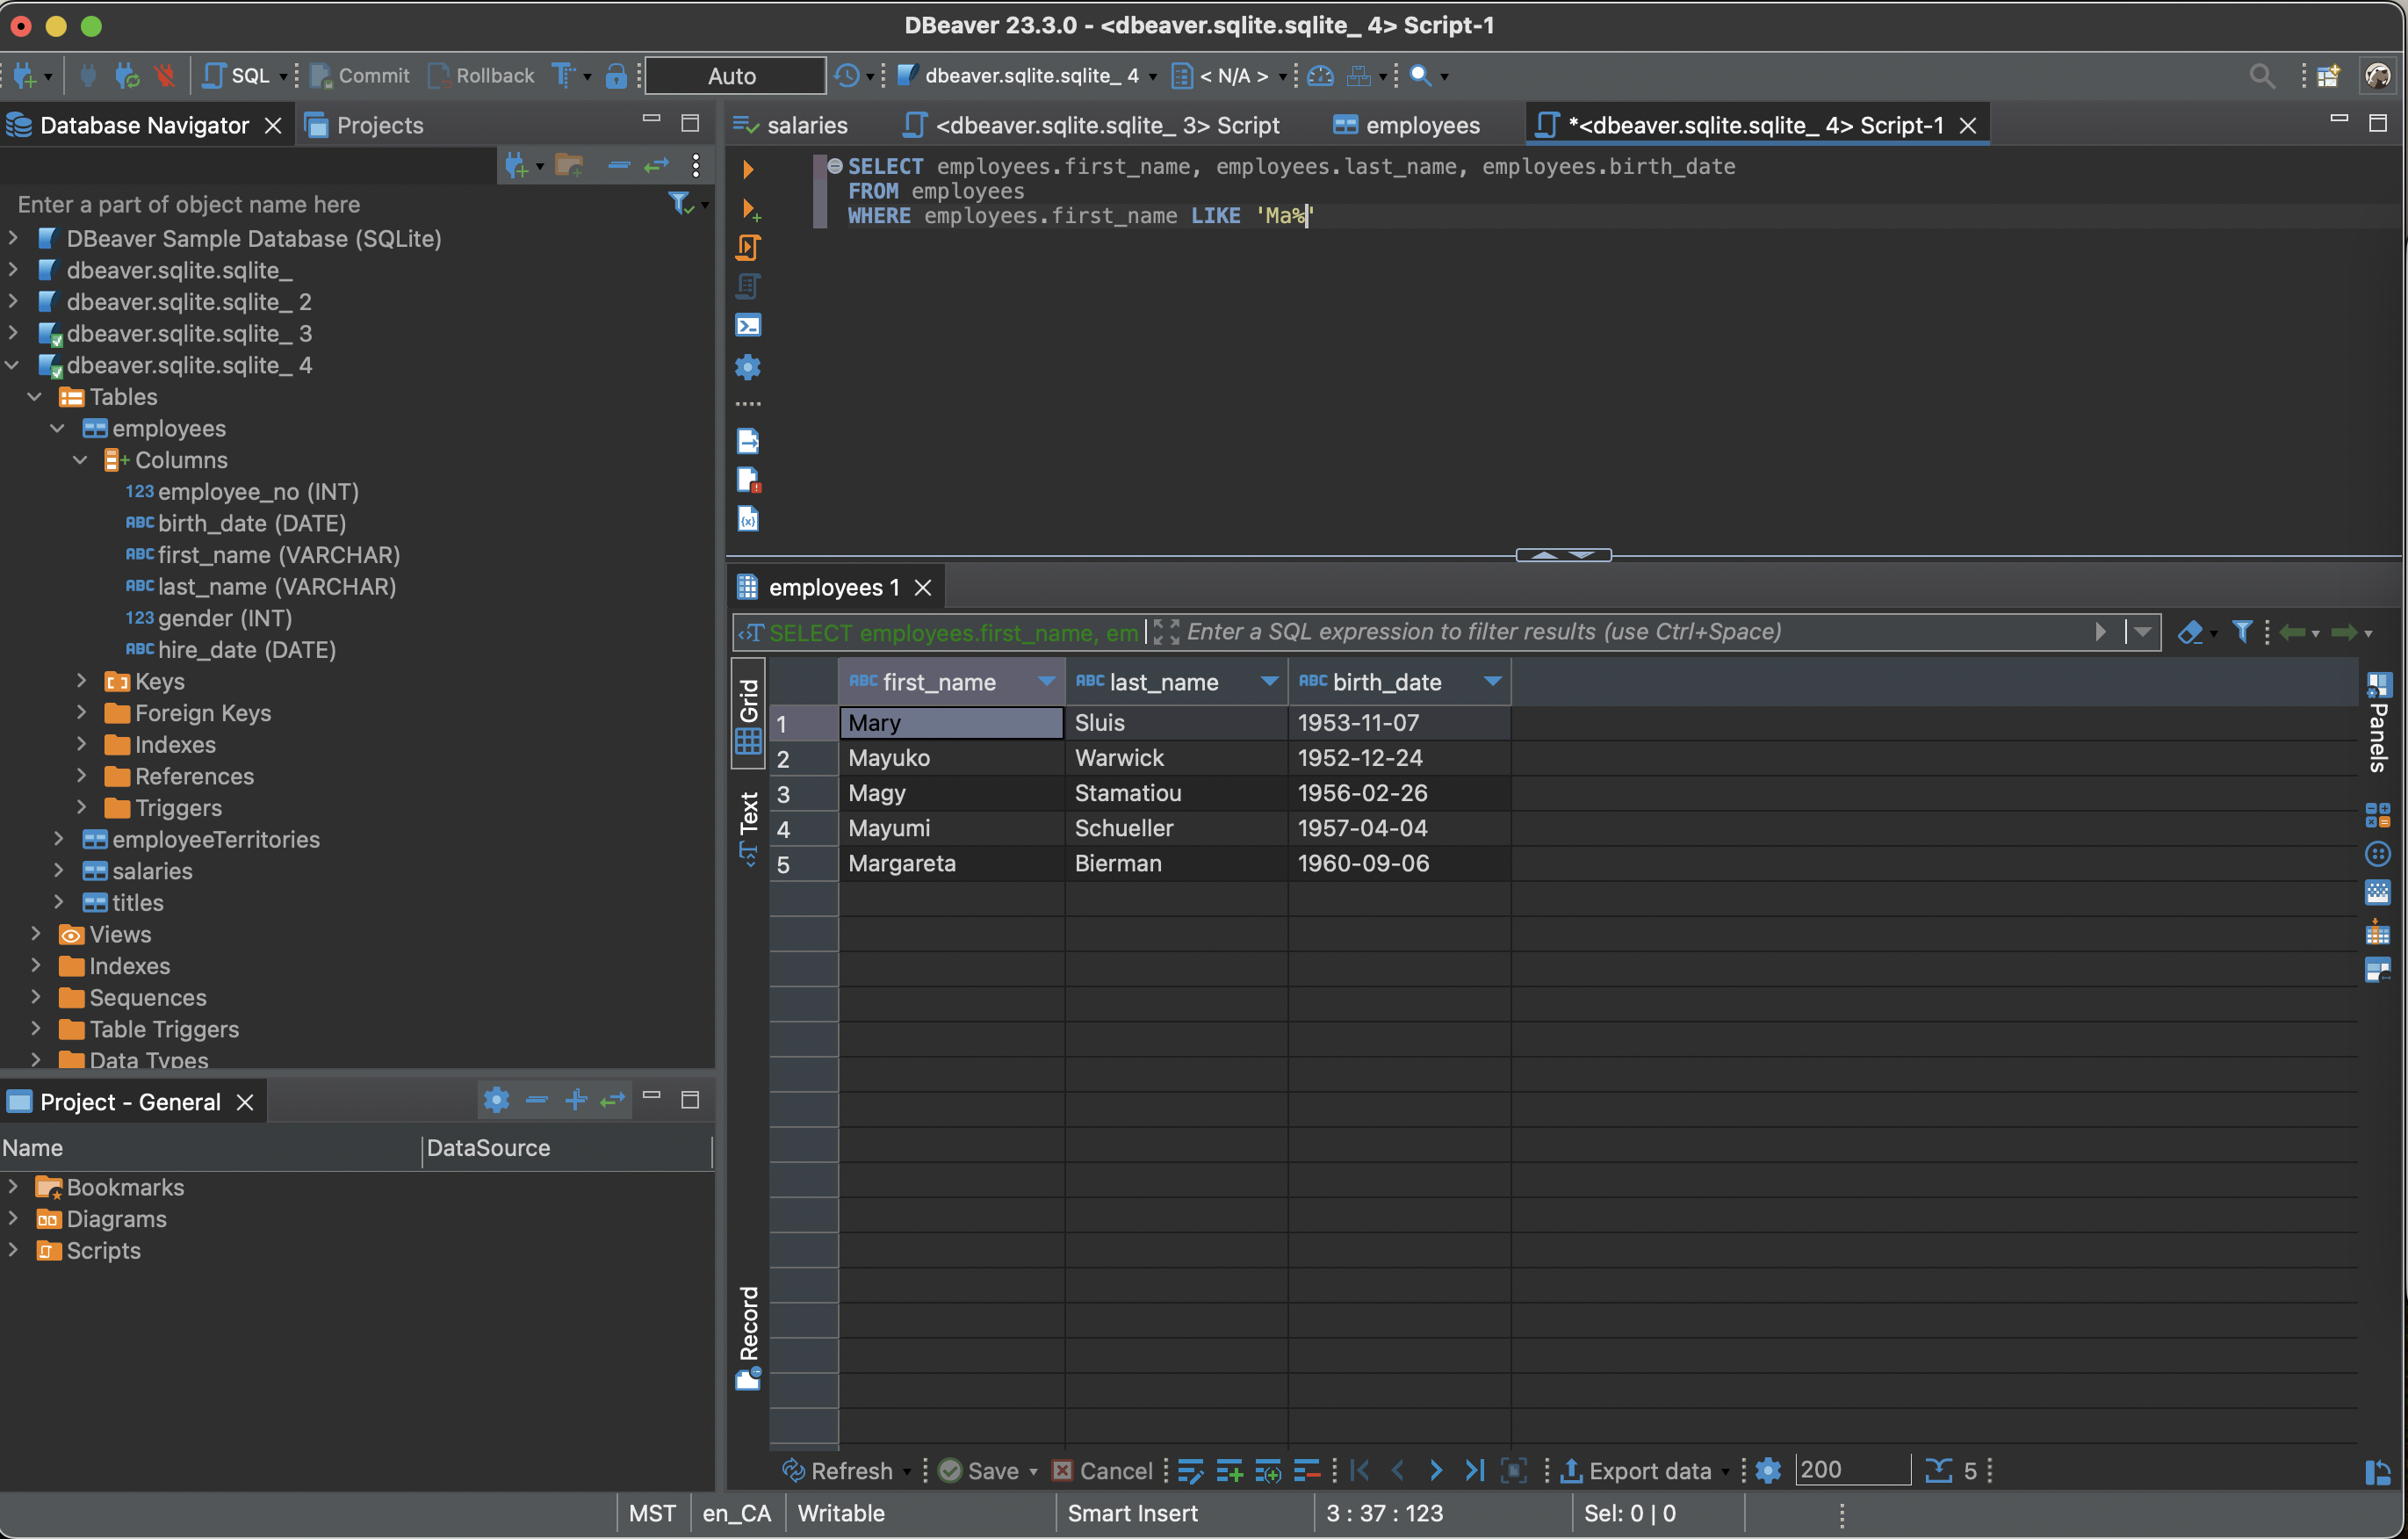 DBeaver 23.3.0 - <dbeaver.sqlite.sqlite_ 4> Script-1
SQL Commit Rollback Auto dbeaver.sqlite.sqlite_ 4 < N/A >
Database Navigator Projects
Enter a part of object name here
DBeaver Sample Database (SQLite)
dbeaver.sqlite.sqlite_
dbeaver.sqlite.sqlite_ 2
dbeaver.sqlite.sqlite_ 3
dbeaver.sqlite.sqlite_ 4
Tables
employees
Columns
123 employee_no (INT)
ABC birth_date (DATE)
ABC first_name (VARCHAR)
ABC last_name (VARCHAR)
123 gender (INT)
ABC hire_date (DATE)
Keys
Foreign Keys
Indexes
References
Triggers
employeeTerritories
salaries
titles
Views
Indexes
Sequences
Table Triggers
Data Types
Project - General
Name DataSource
Bookmarks
Diagrams
Scripts
salaries <dbeaver.sqlite.sqlite_ 3> Script employees *<dbeaver.sqlite.sqlite_ 4> Script-1
SELECT employees.first_name, employees.last_name, employees.birth_date
FROM employees
WHERE employees.first_name LIKE 'Ma%'
employees 1
SELECT employees.first_name, em Enter a SQL expression to filter results (use Ctrl+Space)
Grid
Text
Record
ABC first_name ABC last_name ABC birth_date
1 Mary Sluis 1953-11-07
2 Mayuko Warwick 1952-12-24
3 Magy Stamatiou 1956-02-26
4 Mayumi Schueller 1957-04-04
5 Margareta Bierman 1960-09-06
Panels
Refresh Save Cancel Export data 200 5
MST en_CA Writable Smart Insert 3 : 37 : 123 Sel: 0 | 0